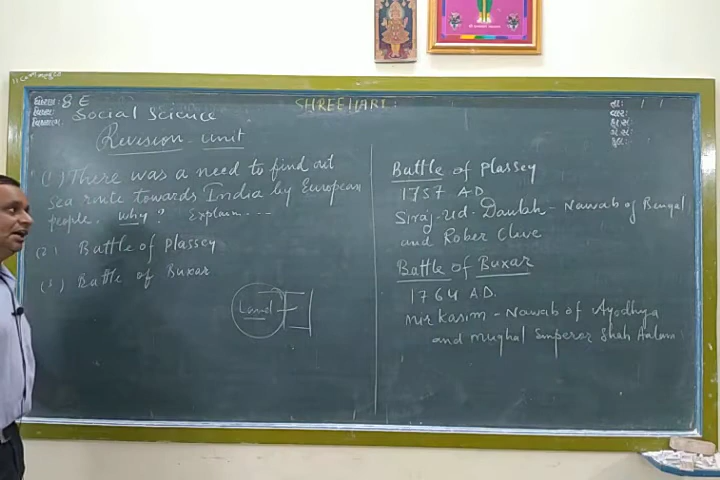 SHREEHARI:
8 E
Social Science
Revision unit
(1) There was a need to find out
sea route towards India by European
people. Why? Explain...
(2) Battle of Plassey
(3) Battle of Buxar
Land
Battle of Plassey
1757 AD
Siraj-ud-Daulah - Nawab of Bengal
and Rober Clive
Battle of Buxar
1764 AD.
Mir Kasim - Nawab of Ayodhya
and Mughal Emperor Shah Aalam